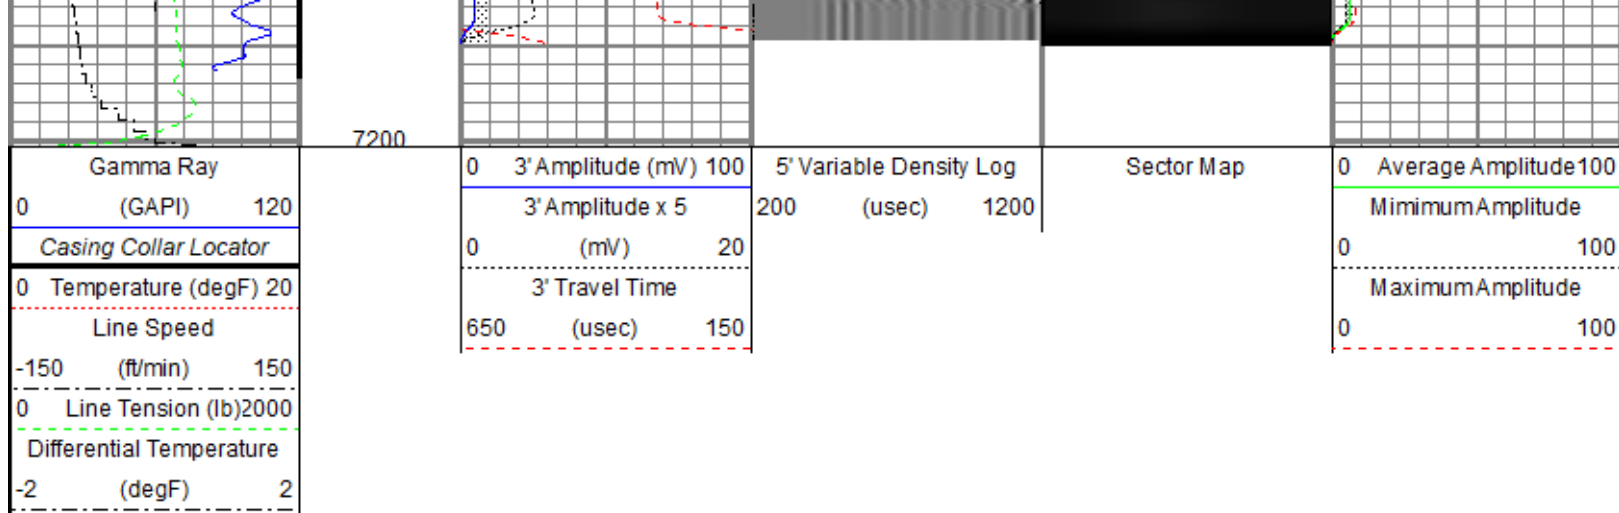 7200
Gamma Ray
0 (GAPI) 120
Casing Collar Locator
0 Temperature (degF) 20
Line Speed
-150 (ft/min) 150
0 Line Tension (lb)2000
Differential Temperature
-2 (degF) 2
0 3' Amplitude (mV) 100
3' Amplitude x 5
0 (mV) 20
3' Travel Time
650 (usec) 150
5' Variable Density Log
200 (usec) 1200
Sector Map
0 Average Amplitude100
Mimimum Amplitude
0 100
Maximum Amplitude
0 100